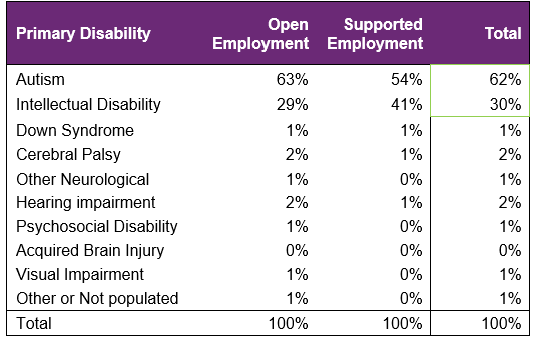 Primary Disability Open Employment Supported Employment Total
Autism 63% 54% 62%
Intellectual Disability 29% 41% 30%
Down Syndrome 1% 1% 1%
Cerebral Palsy 2% 1% 2%
Other Neurological 1% 0% 1%
Hearing impairment 2% 1% 2%
Psychosocial Disability 1% 0% 1%
Acquired Brain Injury 0% 0% 0%
Visual Impairment 1% 0% 1%
Other or Not populated 1% 0% 1%
Total 100% 100% 100%